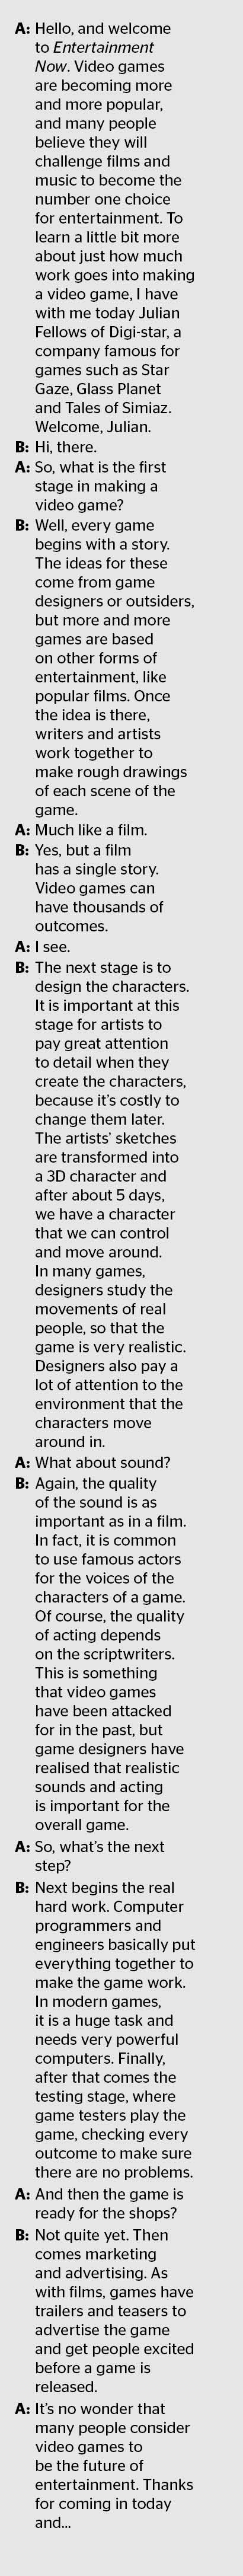 A: Hello, and welcome
to Entertainment
Now. Video games
are becoming more
and more popular,
and many people
believe they will
challenge films and
music to become the
number one choice
for entertainment. To
learn a little bit more
about just how much
work goes into making
a video game, I have
with me today Julian
Fellows of Digi-star, a
company famous for
games such as Star
Gaze, Glass Planet
and Tales of Simiaz.
Welcome, Julian.
B: Hi, there.
A: So, what is the first
stage in making a
video game?
B: Well, every game
begins with a story.
The ideas for these
come from game
designers or outsiders,
but more and more
games are based
on other forms of
entertainment, like
popular films. Once
the idea is there,
writers and artists
work together to
make rough drawings
of each scene of the
game.
A: Much like a film.
B: Yes, but a film
has a single story.
Video games can
have thousands of
outcomes.
A: I see.
B: The next stage is to
design the characters.
It is important at this
stage for artists to
pay great attention
to detail when they
create the characters,
because it's costly to
change them later.
The artists' sketches
are transformed into
a 3D character and
after about 5 days,
we have a character
that we can control
and move around.
In many games,
designers study the
movements of real
people, so that the
game is very realistic.
Designers also pay a
lot of attention to the
environment that the
characters move
around in.
A: What about sound?
B: Again, the quality
of the sound is as
important as in a film.
In fact, it is common
to use famous actors
for the voices of the
characters of a game.
Of course, the quality
of acting depends
on the scriptwriters.
This is something
that video games
have been attacked
for in the past, but
game designers have
realised that realistic
sounds and acting
is important for the
overall game.
A: So, what's the next
step?
B: Next begins the real
hard work. Computer
programmers and
engineers basically put
everything together to
make the game work.
In modern games,
it is a huge task and
needs very powerful
computers. Finally,
after that comes the
testing stage, where
game testers play the
game, checking every
outcome to make sure
there are no problems.
A: And then the game is
ready for the shops?
B: Not quite yet. Then
comes marketing
and advertising. As
with films, games have
trailers and teasers to
advertise the game
and get people excited
before a game is
released.
A: It's no wonder that
many people consider
video games to
be the future of
entertainment. Thanks
for coming in today
and...